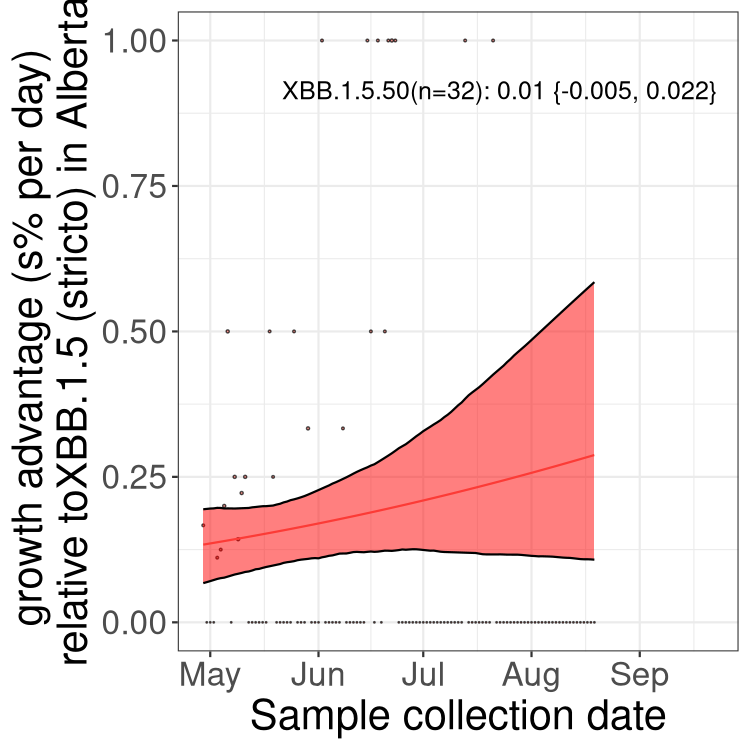 growth advantage (s% per day)
relative toXBB.1.5 (stricto) in Alberta
1.00
0.75
0.50
0.25
0.00
XBB.1.5.50(n=32): 0.01 {-0.005, 0.022}
May Jun Jul Aug Sep
Sample collection date